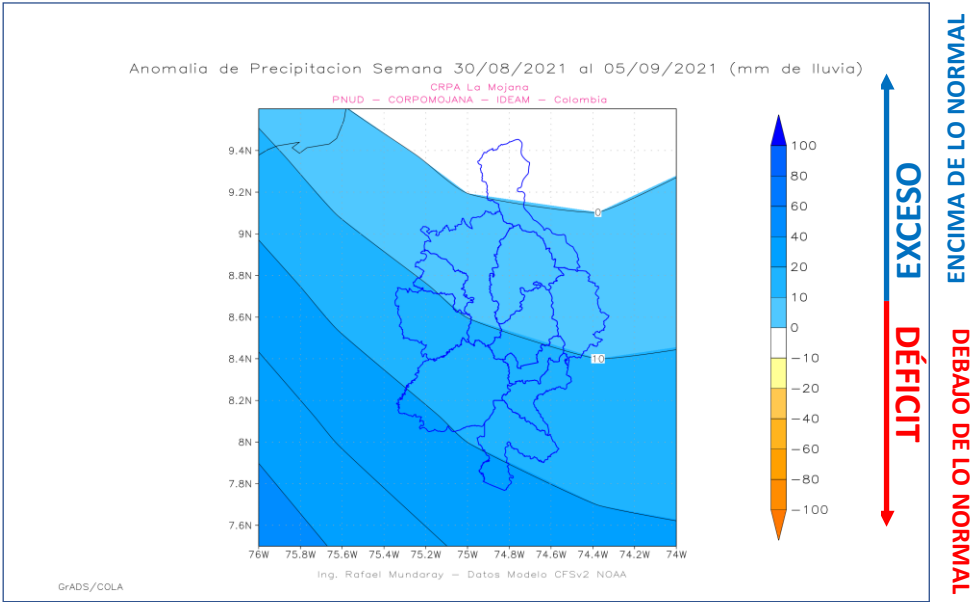 Anomalia de Precipitacion Semana 30/08/2021 al 05/09/2021 (mm de lluvia)
CRPA La Mojana
PNUD — CORPOMOJANA — IDEAM — Colombia
9.4N
9.2N
9N
8.8N
8.6N
8.4N
8.2N
8N
7.8N
7.6N
76W 75.8W 75.6W 75.4W 75.2W 75W 74.8W 74.6W 74.4W 74.2W 74W
0
10
100
80
60
40
20
10
0
−10
−20
−40
−60
−80
−100
EXCESO
DÉFICIT
ENCIMA DE LO NORMAL
DEBAJO DE LO NORMAL
Ing. Rafael Mundaray — Datos Modelo CFSv2 NOAA
GrADS/COLA